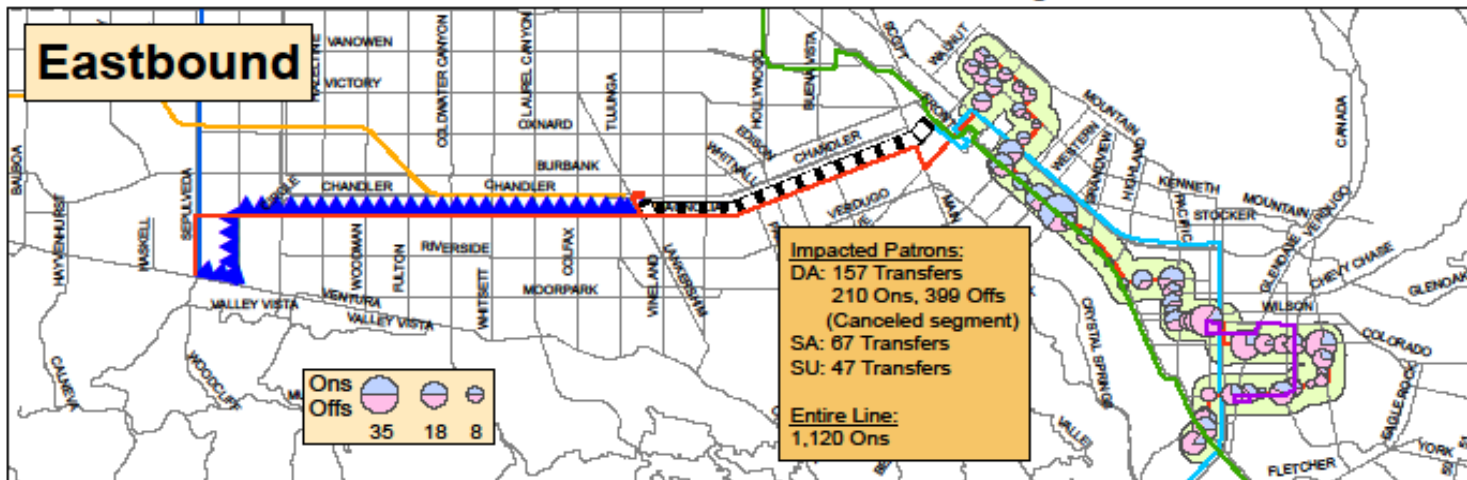 Eastbound
VANOWEN
VICTORY
COLDWATER CANYON
LAUREL CANYON
OXNARD
TUJUNGA
BURBANK
CHANDLER
CHANDLER
HOLLYWOOD
BUENA VISTA
EDISON
WHITNALL
CHANDLER
VERDUGO
MAIN
SCOTT
WALNUT
MOUNTAIN
WESTERN
GRANDVIEW
HIGHLAND
KENNETH
PACIFIC
STOCKER
MOUNTAIN
VERDUGO
CANADA
GLENDALE
CHEVY CHASE
GLENOAK
WILSON
COLORADO
EAGLE ROCK
YORK
FLETCHER
CRYSTAL SPRINGS
BALBOA
HAYVENHURST
HASKELL
SEPULVEDA
WOODMAN
FULTON
RIVERSIDE
WHITSETT
COLFAX
MOORPARK
VINELAND
LANKERSHIM
VALLEY VISTA
VENTURA
VALLEY VISTA
CALNEVA
WOODCLIFF
Ons
Offs
35 18 8
Impacted Patrons:
DA: 157 Transfers
210 Ons, 399 Offs
(Canceled segment)
SA: 67 Transfers
SU: 47 Transfers
Entire Line:
1,120 Ons